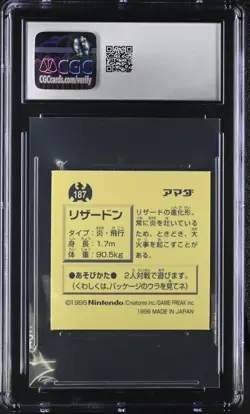 CGC
CGCcards.com/verify
187
アマダ
リザードン
タイプ：炎・飛行
身　長：1.7m
体　重：90.5kg
リザードの進化形。
常に炎を吐いている
ため、ときどき、大
火事を起こすことが
ある。
●あそびかた● 2人対戦で遊びます。
(くわしくは、パッケージのウラを見てネ)
©1995 Nintendo/Creatures inc./GAME FREAK inc.
1996 MADE IN JAPAN